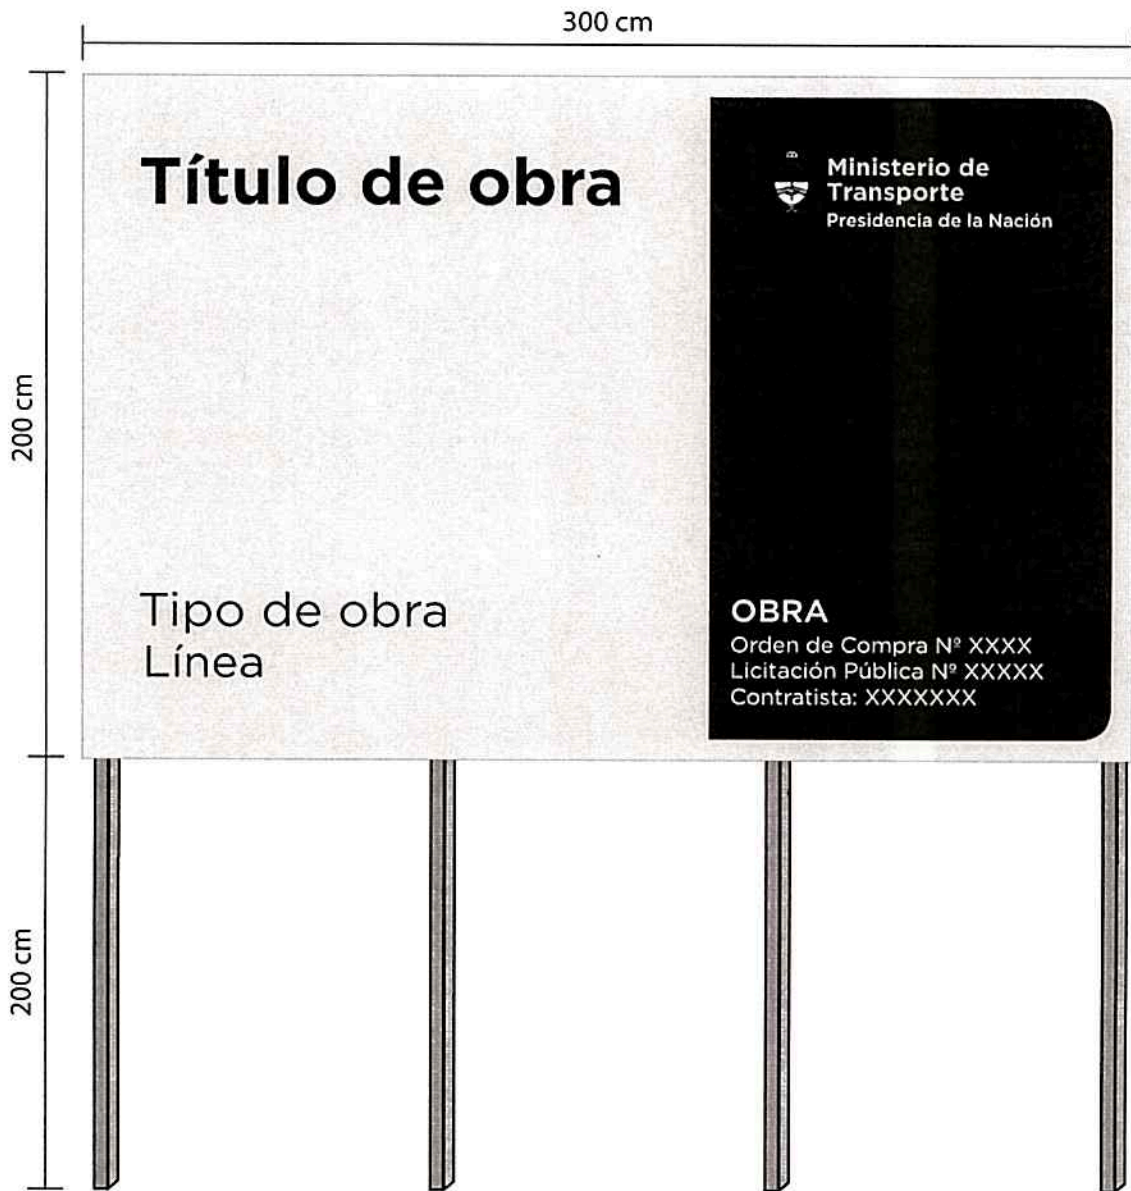 300 cm
200 cm
Título de obra
Ministerio de
Transporte
Presidencia de la Nación
Tipo de obra
Línea
OBRA
Orden de Compra Nº XXXX
Licitación Pública Nº XXXXX
Contratista: XXXXXXX
200 cm